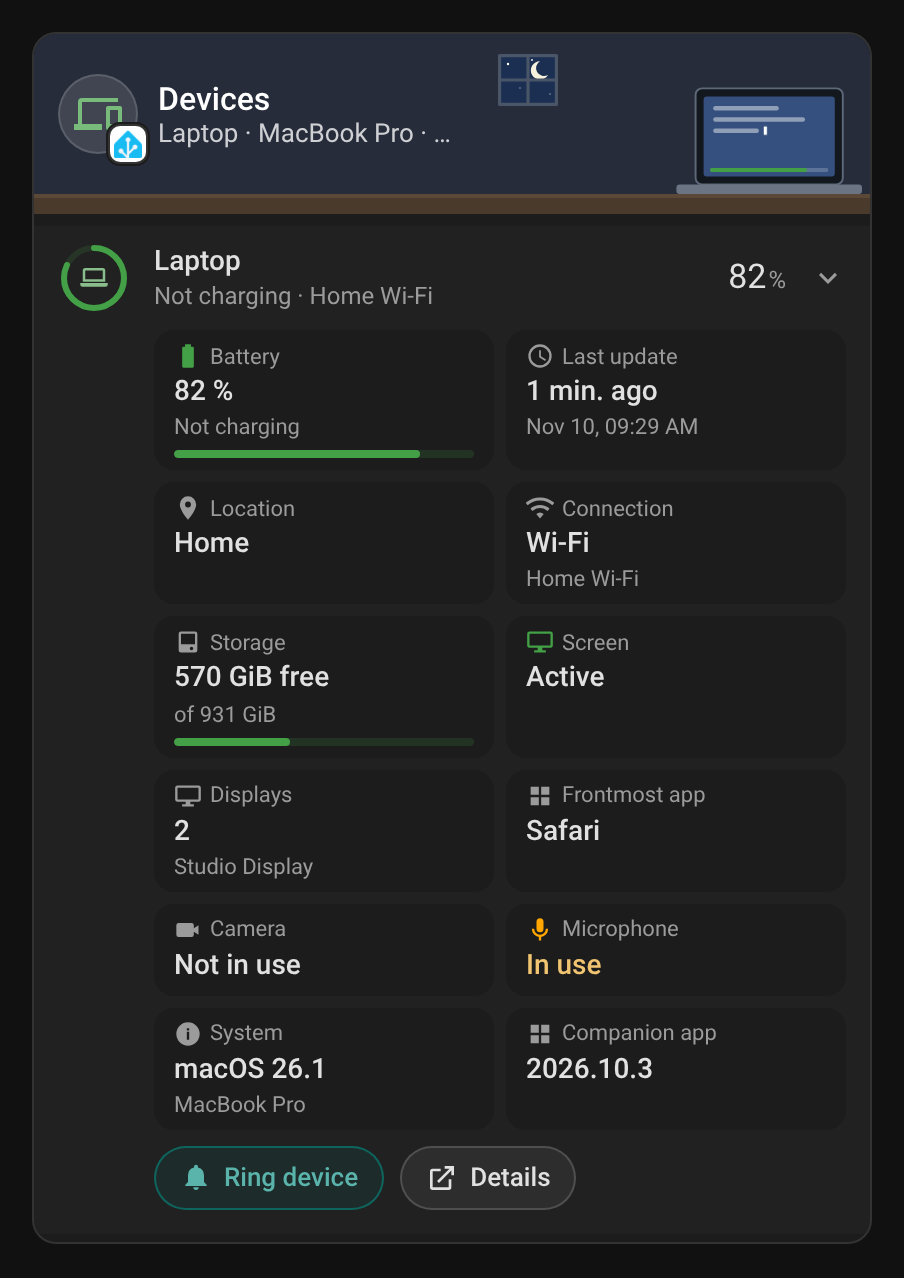 Devices
Laptop · MacBook Pro · ...
Laptop
Not charging · Home Wi-Fi
82%
Battery
82 %
Not charging
Last update
1 min. ago
Nov 10, 09:29 AM
Location
Home
Connection
Wi-Fi
Home Wi-Fi
Storage
570 GiB free
of 931 GiB
Screen
Active
Displays
2
Studio Display
Frontmost app
Safari
Camera
Not in use
Microphone
In use
System
macOS 26.1
MacBook Pro
Companion app
2026.10.3
Ring device
Details